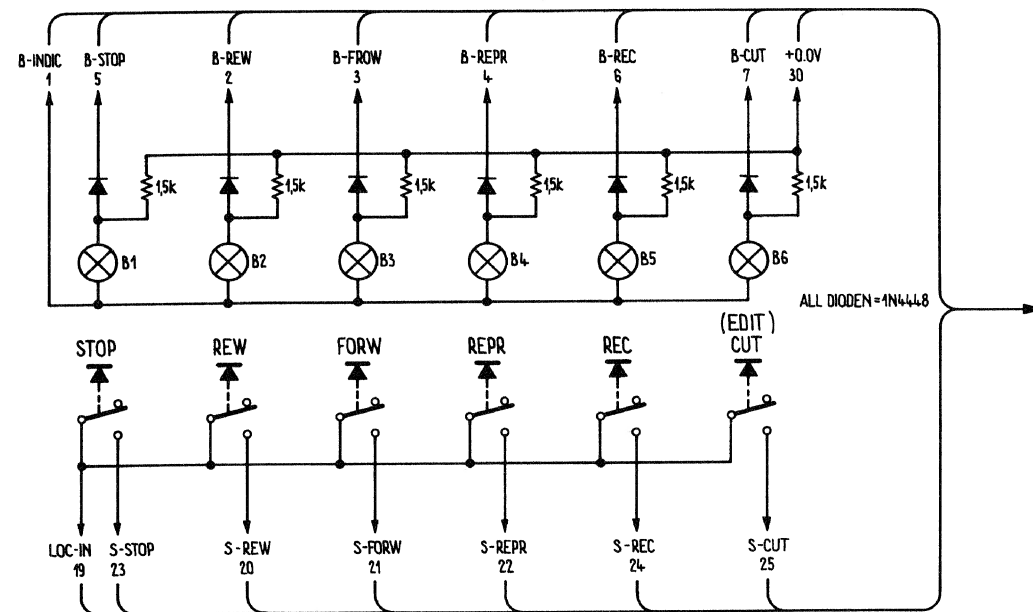 B-INDIC B-STOP B-REW B-FROW B-REPR B-REC B-CUT +0.0V
1 5 2 3 4 6 7 30
1,5k 1,5k 1,5k 1,5k 1,5k 1,5k
B1 B2 B3 B4 B5 B6
ALL DIODEN=1N4448
(EDIT)
STOP REW FORW REPR REC CUT
LOC-IN S-STOP S-REW S-FORW S-REPR S-REC S-CUT
19 23 20 21 22 24 25